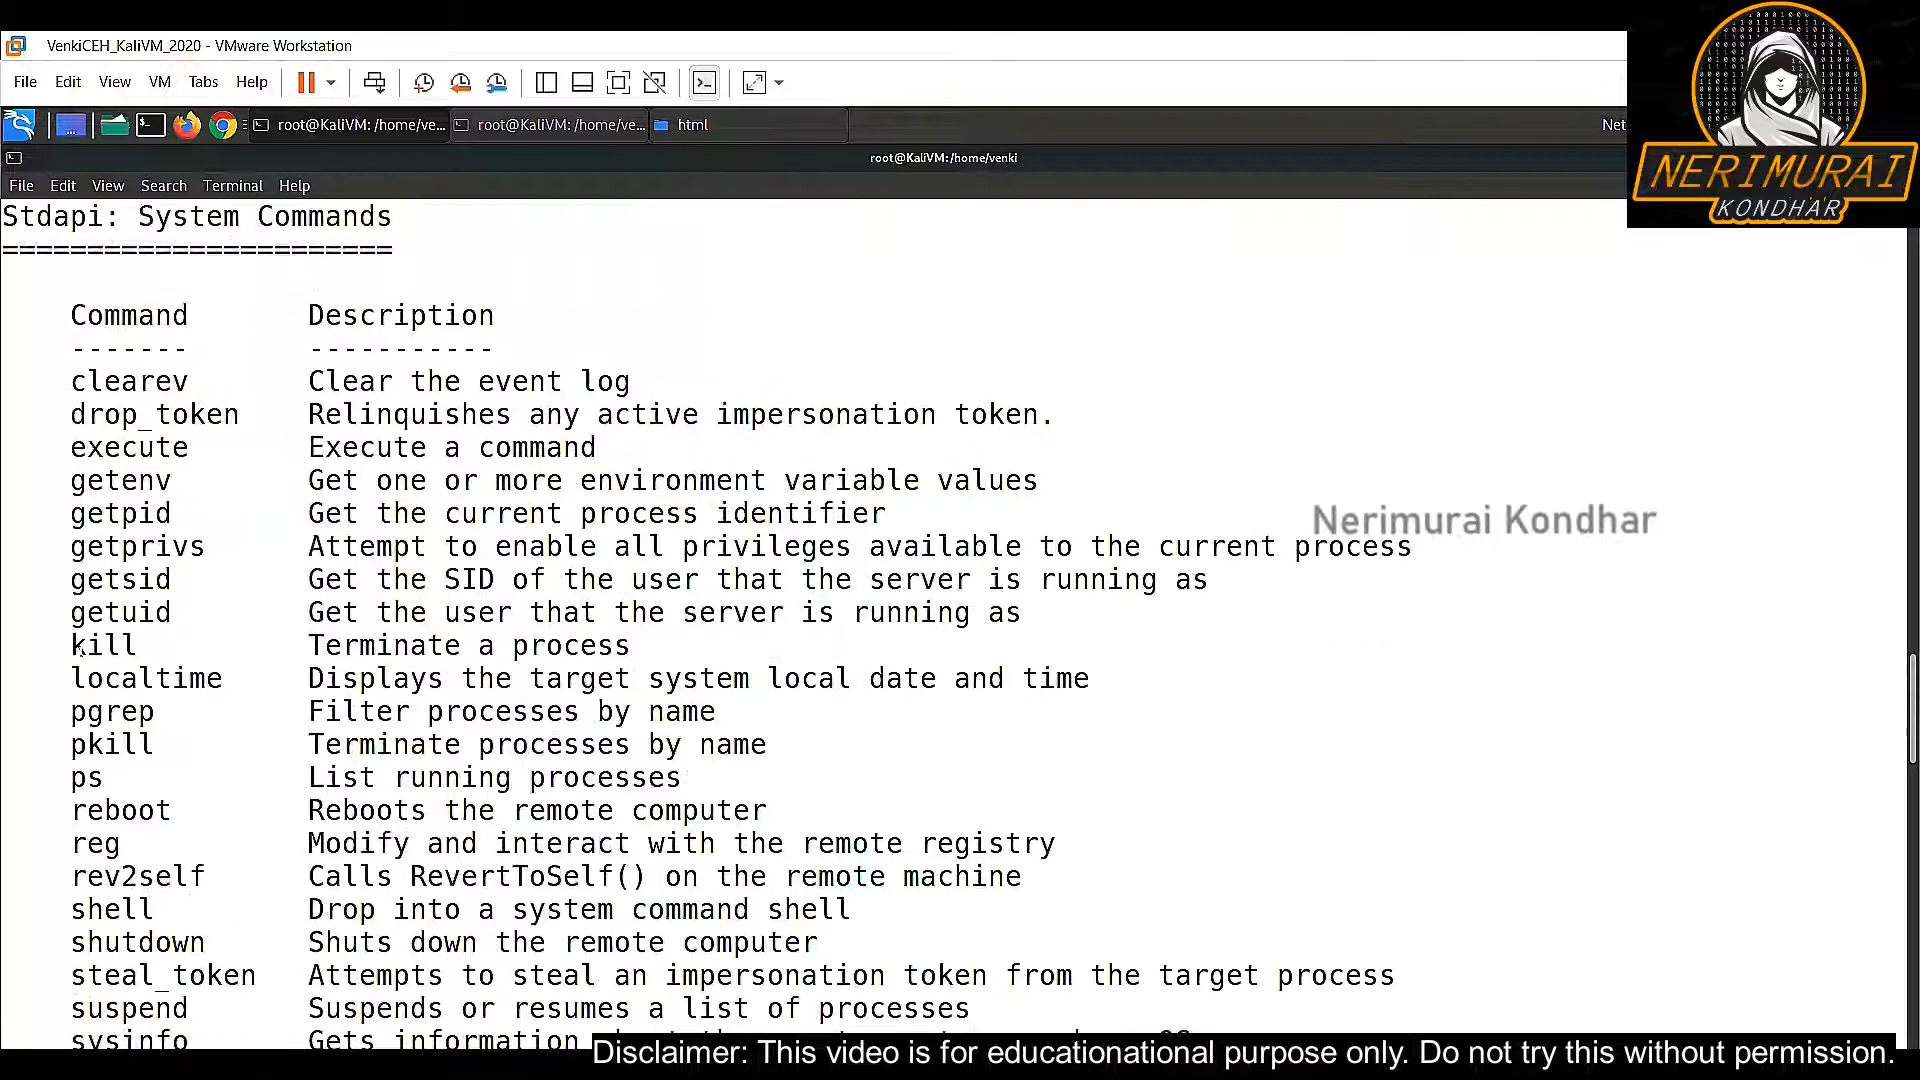 VenkiCEH_KaliVM_2020 - VMware Workstation
File Edit View VM Tabs Help
root@KaliVM: /home/ve... root@KaliVM: /home/ve... html Net
root@KaliVM:/home/venki
File Edit View Search Terminal Help
NERIMURAI
KONDHAR
Stdapi: System Commands
=======================
Command Description
------- -----------
clearev Clear the event log
drop_token Relinquishes any active impersonation token.
execute Execute a command
getenv Get one or more environment variable values
getpid Get the current process identifier
Nerimurai Kondhar
getprivs Attempt to enable all privileges available to the current process
getsid Get the SID of the user that the server is running as
getuid Get the user that the server is running as
kill Terminate a process
localtime Displays the target system local date and time
pgrep Filter processes by name
pkill Terminate processes by name
ps List running processes
reboot Reboots the remote computer
reg Modify and interact with the remote registry
rev2self Calls RevertToSelf() on the remote machine
shell Drop into a system command shell
shutdown Shuts down the remote computer
steal_token Attempts to steal an impersonation token from the target process
suspend Suspends or resumes a list of processes
sysinfo Gets information
Disclaimer: This video is for educationational purpose only. Do not try this without permission.